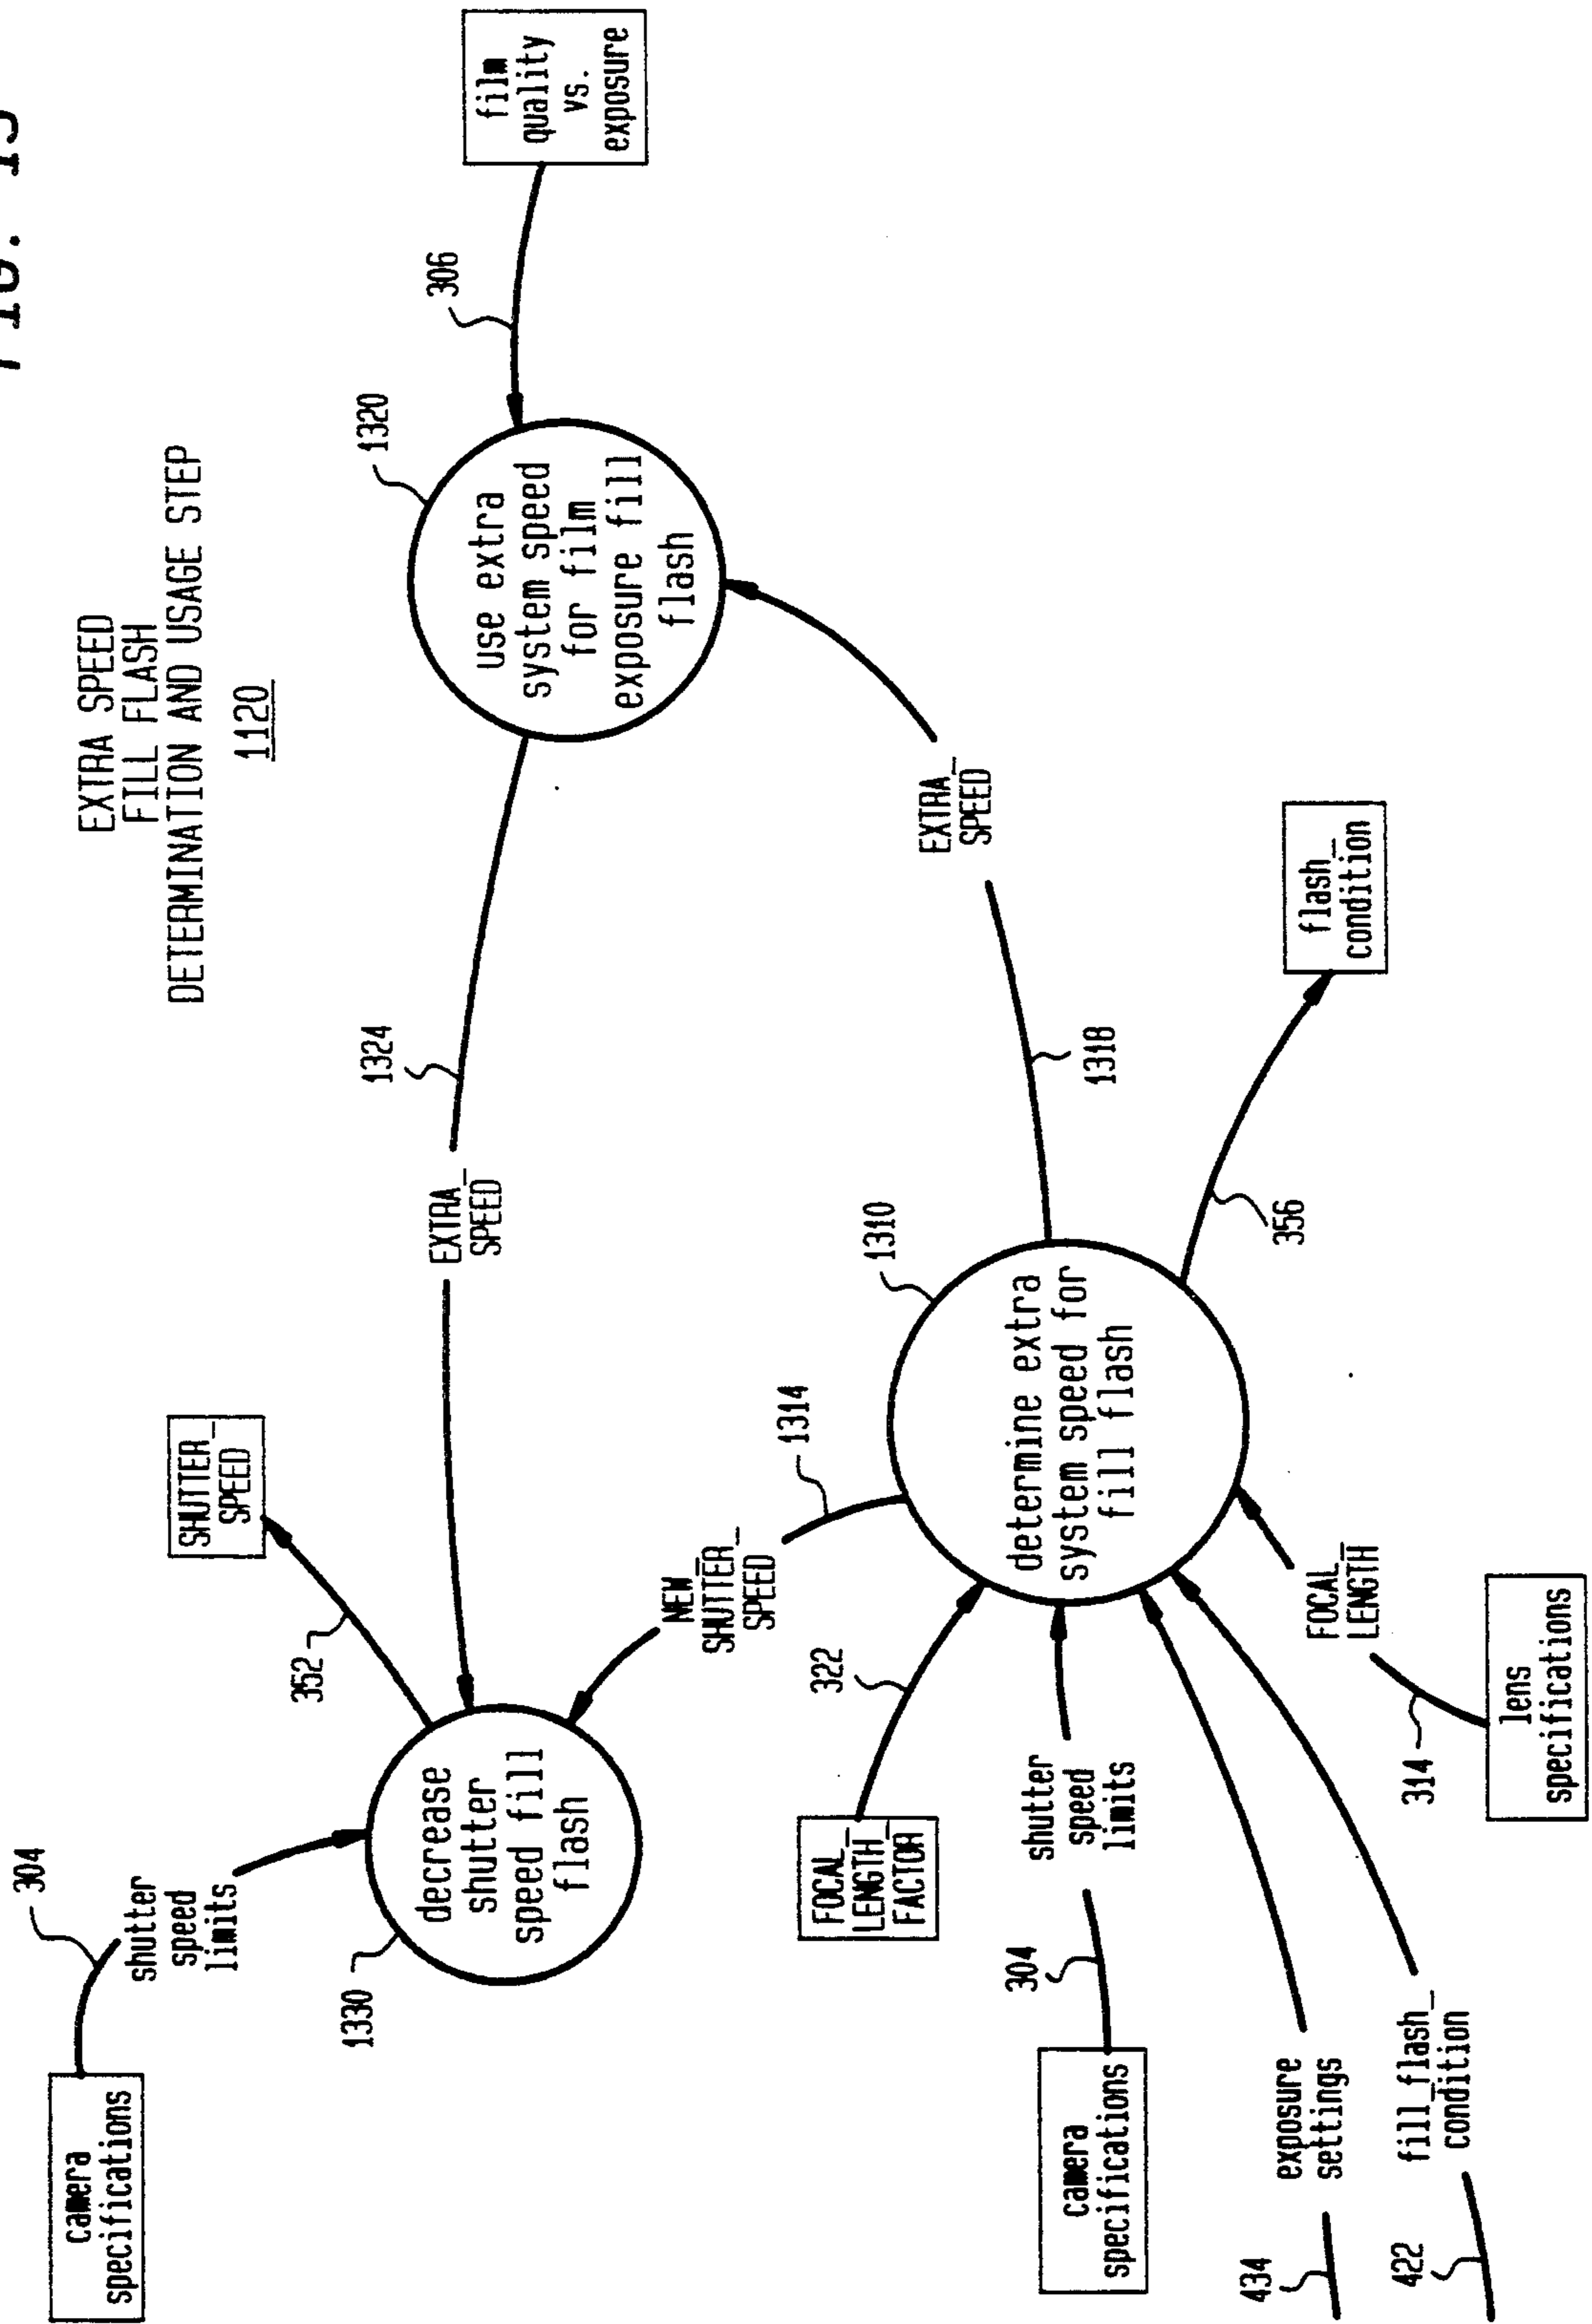 FIG. 13
EXTRA SPEED
FILL FLASH
DETERMINATION AND USAGE STEP
1120
camera
specifications
304
shutter
speed
limits
1330
decrease
shutter
speed fill
flash
352
SHUTTER_
SPEED
EXTRA_
SPEED
1324
1320
use extra
system speed
for film
exposure fill
flash
306
film
quality
vs.
exposure
NEW_
SHUTTER_
SPEED
1314
EXTRA_
SPEED
1318
FOCAL_
LENGTH_
FACTOR
322
camera
specifications
304
shutter
speed
limits
1310
determine extra
system speed for
fill flash
356
flash_
condition
434
exposure
settings
422
fill_flash_
condition
FOCAL_
LENGTH
314
lens
specifications